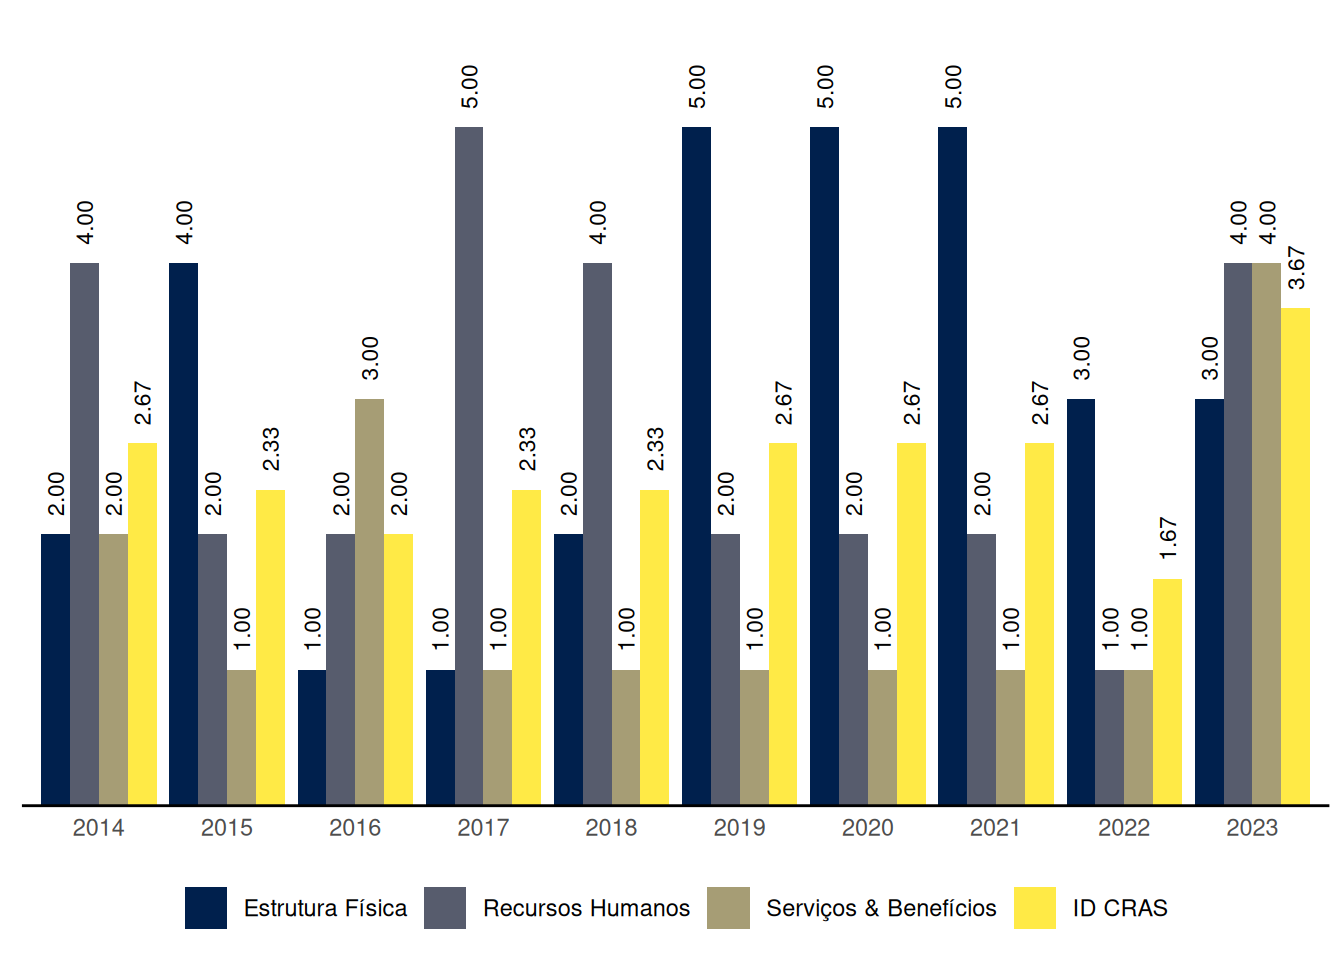 5.00 5.00 5.00 5.00
4.00 4.00 4.00 4.00 4.00
3.67
3.00 3.00 3.00
2.67 2.67 2.67 2.67
2.33 2.33 2.33
2.00 2.00 2.00 2.00 2.00 2.00 2.00 2.00 2.00
1.67
1.00 1.00 1.00 1.00 1.00 1.00 1.00 1.00 1.00 1.00
2014 2015 2016 2017 2018 2019 2020 2021 2022 2023
Estrutura Física Recursos Humanos Serviços & Benefícios ID CRAS